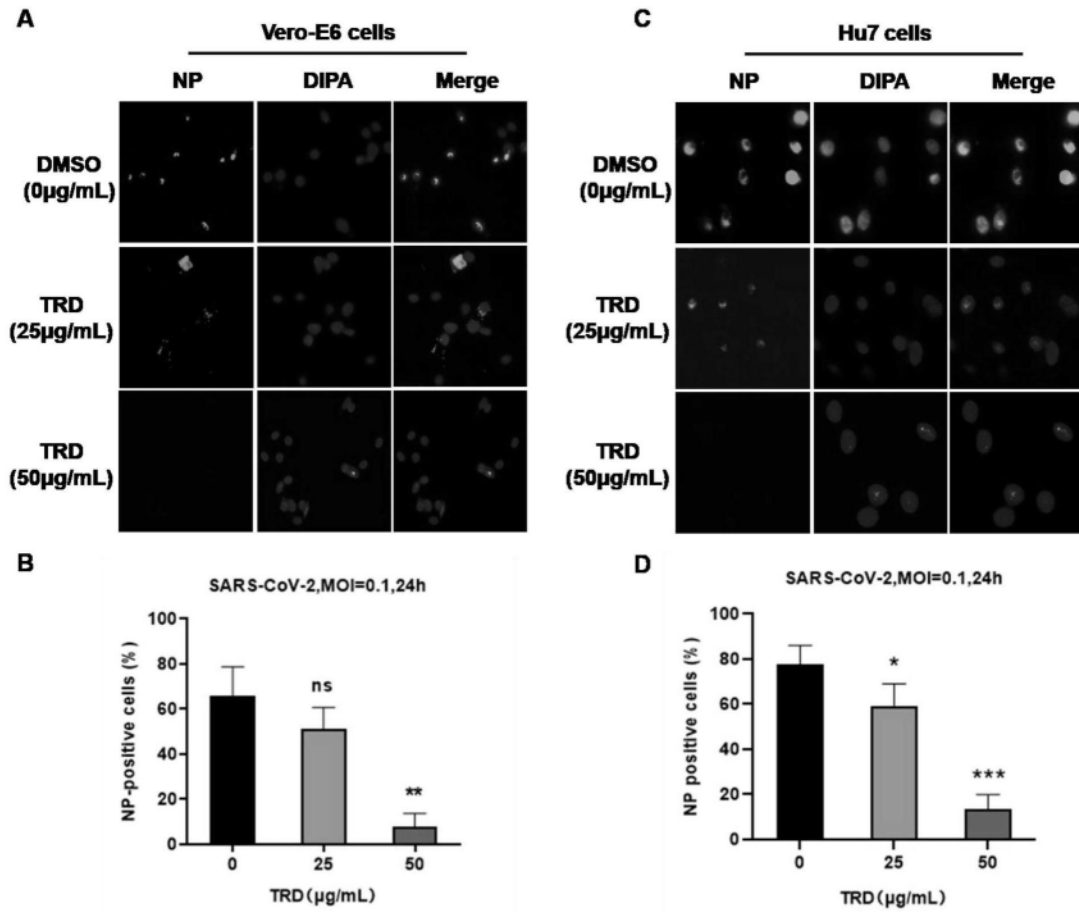 A
Vero-E6 cells
NP DIPA Merge
DMSO
(0μg/mL)
TRD
(25μg/mL)
TRD
(50μg/mL)
B
SARS-CoV-2,MOI=0.1,24h
NP-positive cells (%)
100
80
60
40
20
0
ns
**
0 25 50
TRD(μg/mL)
C
Hu7 cells
NP DIPA Merge
DMSO
(0μg/mL)
TRD
(25μg/mL)
TRD
(50μg/mL)
D
SARS-CoV-2,MOI=0.1,24h
NP positive cells (%)
100
80
60
40
20
0
*
***
0 25 50
TRD(μg/mL)